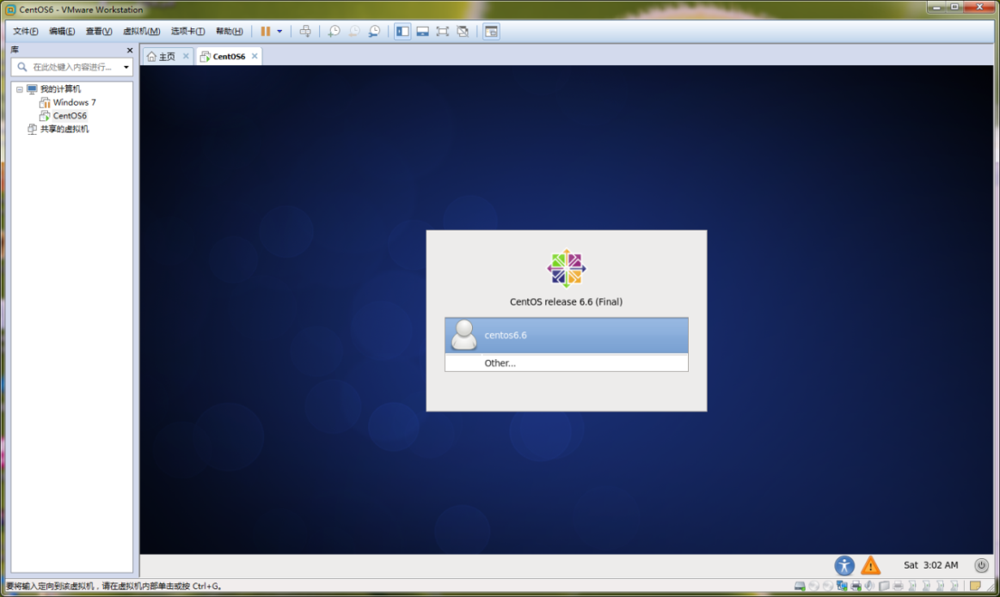 CentOS6 - VMware Workstation
文件(F) 编辑(E) 查看(V) 虚拟机(M) 选项卡(T) 帮助(H)
库
主页
CentOS6
在此处键入内容进行...
我的计算机
Windows 7
CentOS6
共享的虚拟机
CentOS release 6.6 (Final)
centos6.6
Other...
Sat 3:02 AM
要将输入定向到该虚拟机，请在虚拟机内部单击或按 Ctrl+G。